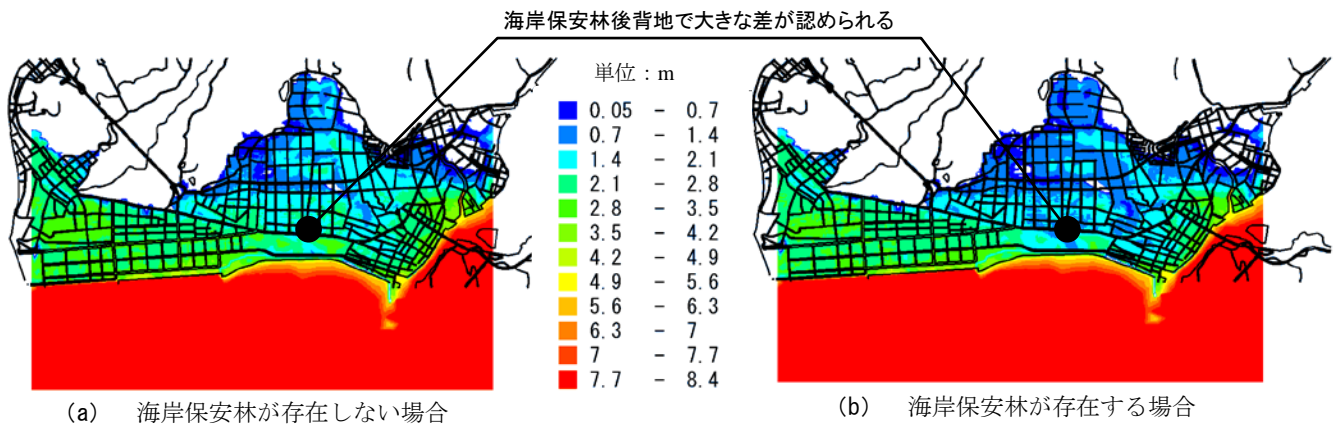 海岸保安林後背地で大きな差が認められる
単位：m
0.05 － 0.7
0.7 － 1.4
1.4 － 2.1
2.1 － 2.8
2.8 － 3.5
3.5 － 4.2
4.2 － 4.9
4.9 － 5.6
5.6 － 6.3
6.3 － 7
7 － 7.7
7.7 － 8.4
(a) 海岸保安林が存在しない場合
(b) 海岸保安林が存在する場合